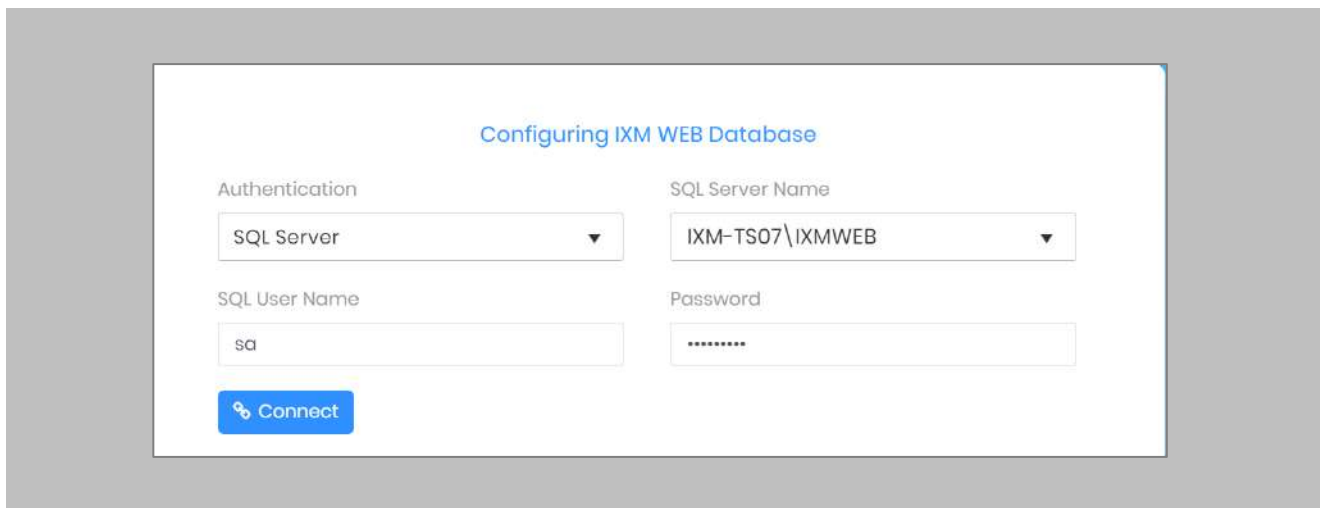 Configuring IXM WEB Database
Authentication
SQL Server Name
SQL Server
IXM-TS07\IXMWEB
SQL User Name
Password
sa
•••••••••
Connect